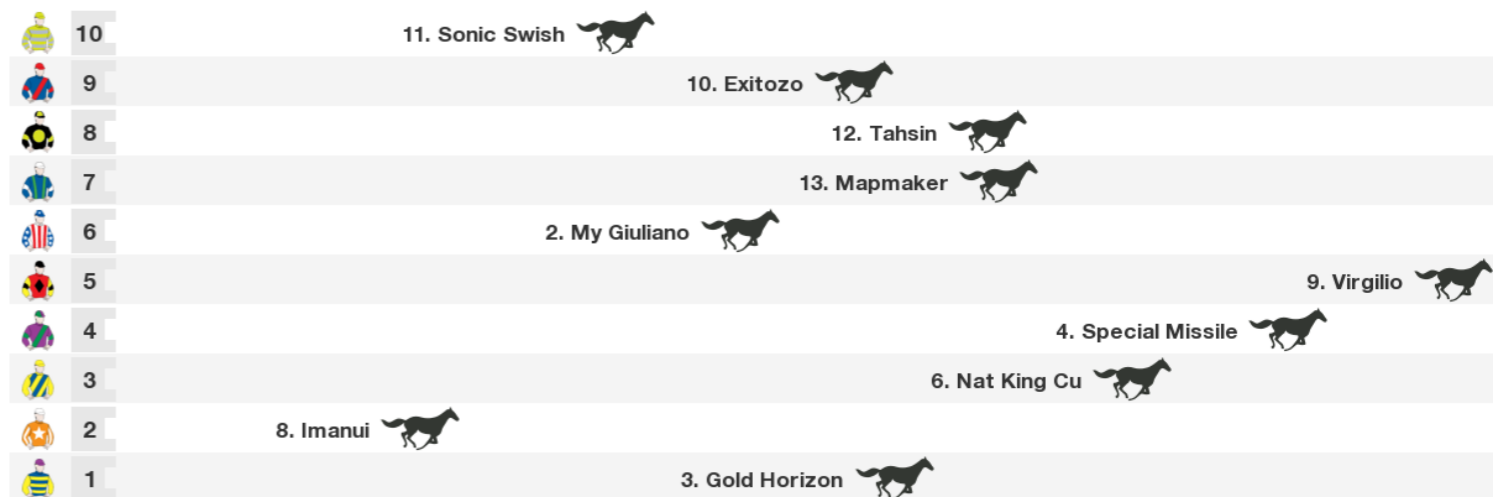 10 11. Sonic Swish
9 10. Exitozo
8 12. Tahsin
7 13. Mapmaker
6 2. My Giuliano
5 9. Virgilio
4 4. Special Missile
3 6. Nat King Cu
2 8. Imanui
1 3. Gold Horizon